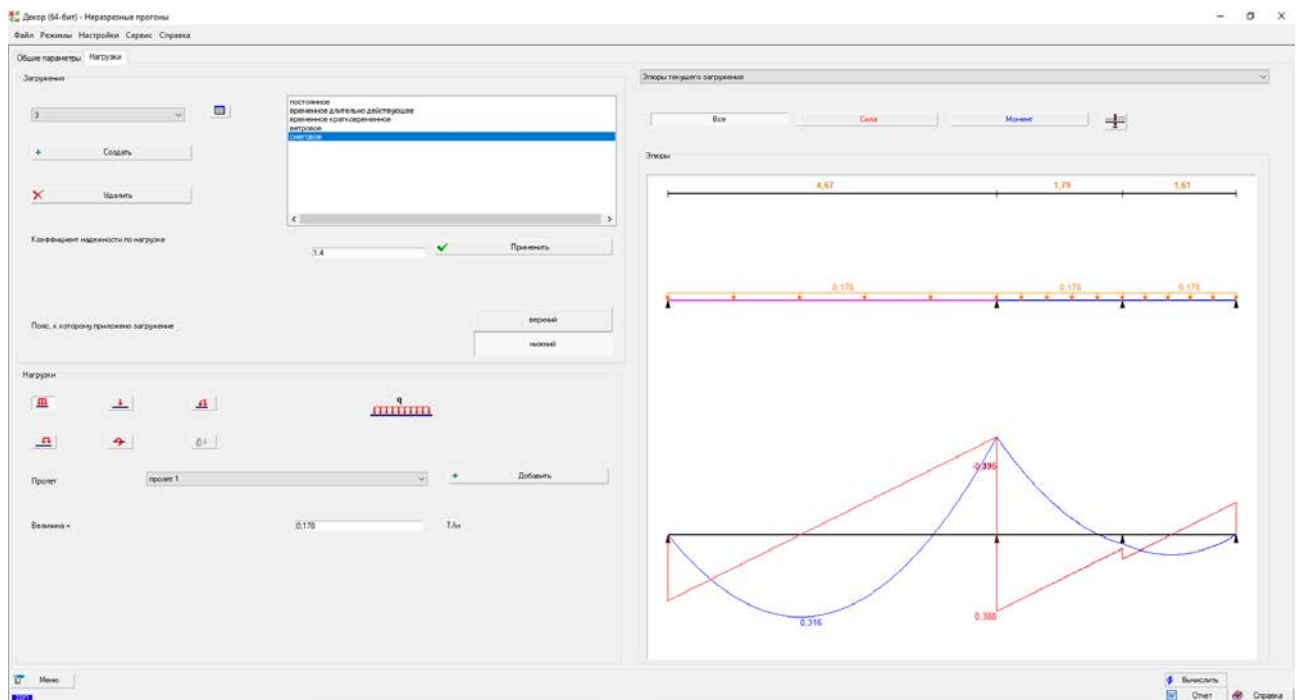 Декор (64-бит) - Неразрезные прогоны
Файл Режимы Настройки Сервис Справка
Общие параметры Нагрузки
Загружения
3
постоянное
временное длительно действующее
временное кратковременное
ветровое
снеговое
+ Создать
Удалить
Коэффициент надежности по нагрузке
1.4
Применить
Пояс, к которому приложено загружение
верхний
нижний
Нагрузки
q
Пролет
пролет 1
+ Добавить
Величина =
0,178
Т/м
Эпюры текущего загружения
Все Сила Момент
Эпюры
4,67 1,79 1,61
0,178 0,178 0,178
0,316
0,388
Меню
Вычислить
Отчет Справка